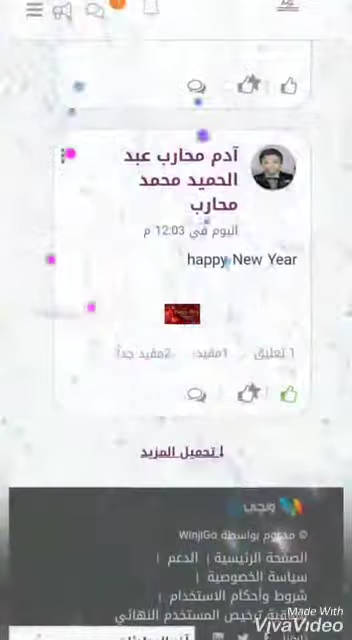 آدم محارب عبد
الحميد محمد
محارب
اليوم في 12:03 م
happy New Year
1 تعليق 1مفيد 2مفيد جداً
تحميل المزيد
ونجي
© مدعوم بواسطة WinjiGo
الصفحة الرئيسية | الدعم |
سياسة الخصوصية |
شروط وأحكام الاستخدام |
اتفاقية ترخيص المستخدم النهائي
Made With
VivaVideo